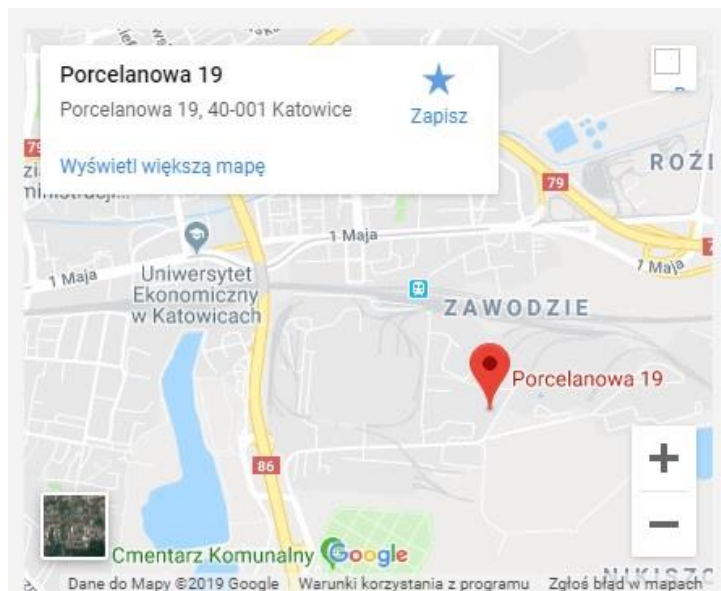 Porcelanowa 19
Porcelanowa 19, 40-001 Katowice
Zapisz
Wyświetl większą mapę
79
79
ROŹ
1 Maja
1 Maja
1 Maja
Uniwersytet
Ekonomiczny
w Katowicach
ZAWODZIE
Porcelanowa 19
86
+
−
Cmentarz Komunalny
Google
NIKISZ
Dane do Mapy ©2019 Google
Warunki korzystania z programu
Zgłoś błąd w mapach